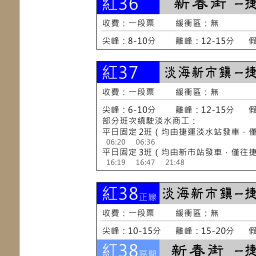 紅36 新春街－捷
收費：一段票 緩衝區：無
尖峰：8-10分 離峰：12-15分 假
紅37 淡海新市鎮－捷
收費：一段票 緩衝區：無
尖峰：6-10分 離峰：12-15分 假
部分班次繞駛淡水商工：
平日固定2班（均由捷運淡水站發車，僅
06:20 06:36
平日固定3班（均由新市站發車，僅往捷
16:19 16:47 21:48
紅38正線 淡海新市鎮－捷
收費：一段票 緩衝區：無
尖峰：10-15分 離峰：15-20分 假
紅38區間 新春街－捷